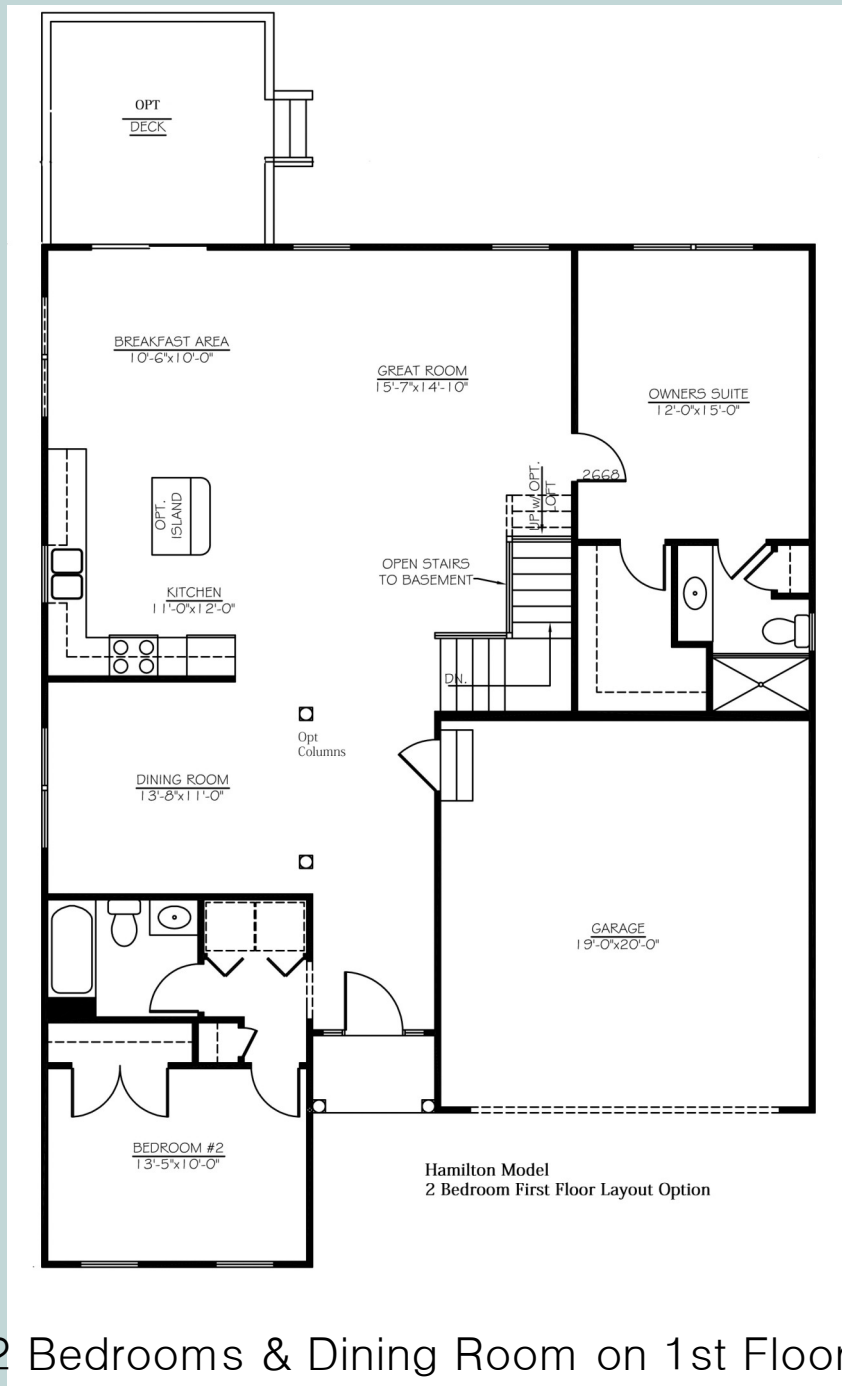 OPT
DECK
BREAKFAST AREA
10'-6"x10'-0"
GREAT ROOM
15'-7"x14'-10"
OWNERS SUITE
12'-0"x15'-0"
2668
UP w/ OPT.
LOFT
OPT.
ISLAND
OPEN STAIRS
TO BASEMENT
KITCHEN
11'-0"x12'-0"
DN.
Opt
Columns
DINING ROOM
13'-8"x11'-0"
GARAGE
19'-0"x20'-0"
BEDROOM #2
13'-5"x10'-0"
Hamilton Model
2 Bedroom First Floor Layout Option
2 Bedrooms & Dining Room on 1st Floor